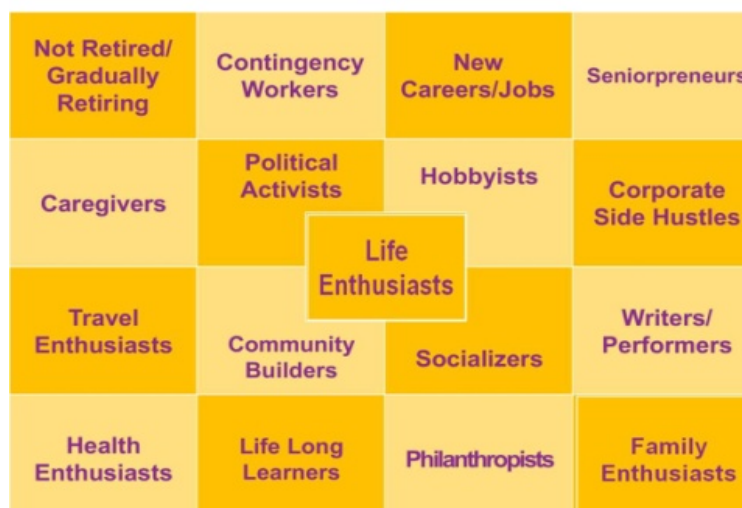 Not Retired/
Gradually
Retiring
Contingency
Workers
New
Careers/Jobs
Seniorpreneurs
Caregivers
Political
Activists
Hobbyists
Corporate
Side Hustles
Life
Enthusiasts
Travel
Enthusiasts
Community
Builders
Socializers
Writers/
Performers
Health
Enthusiasts
Life Long
Learners
Philanthropists
Family
Enthusiasts